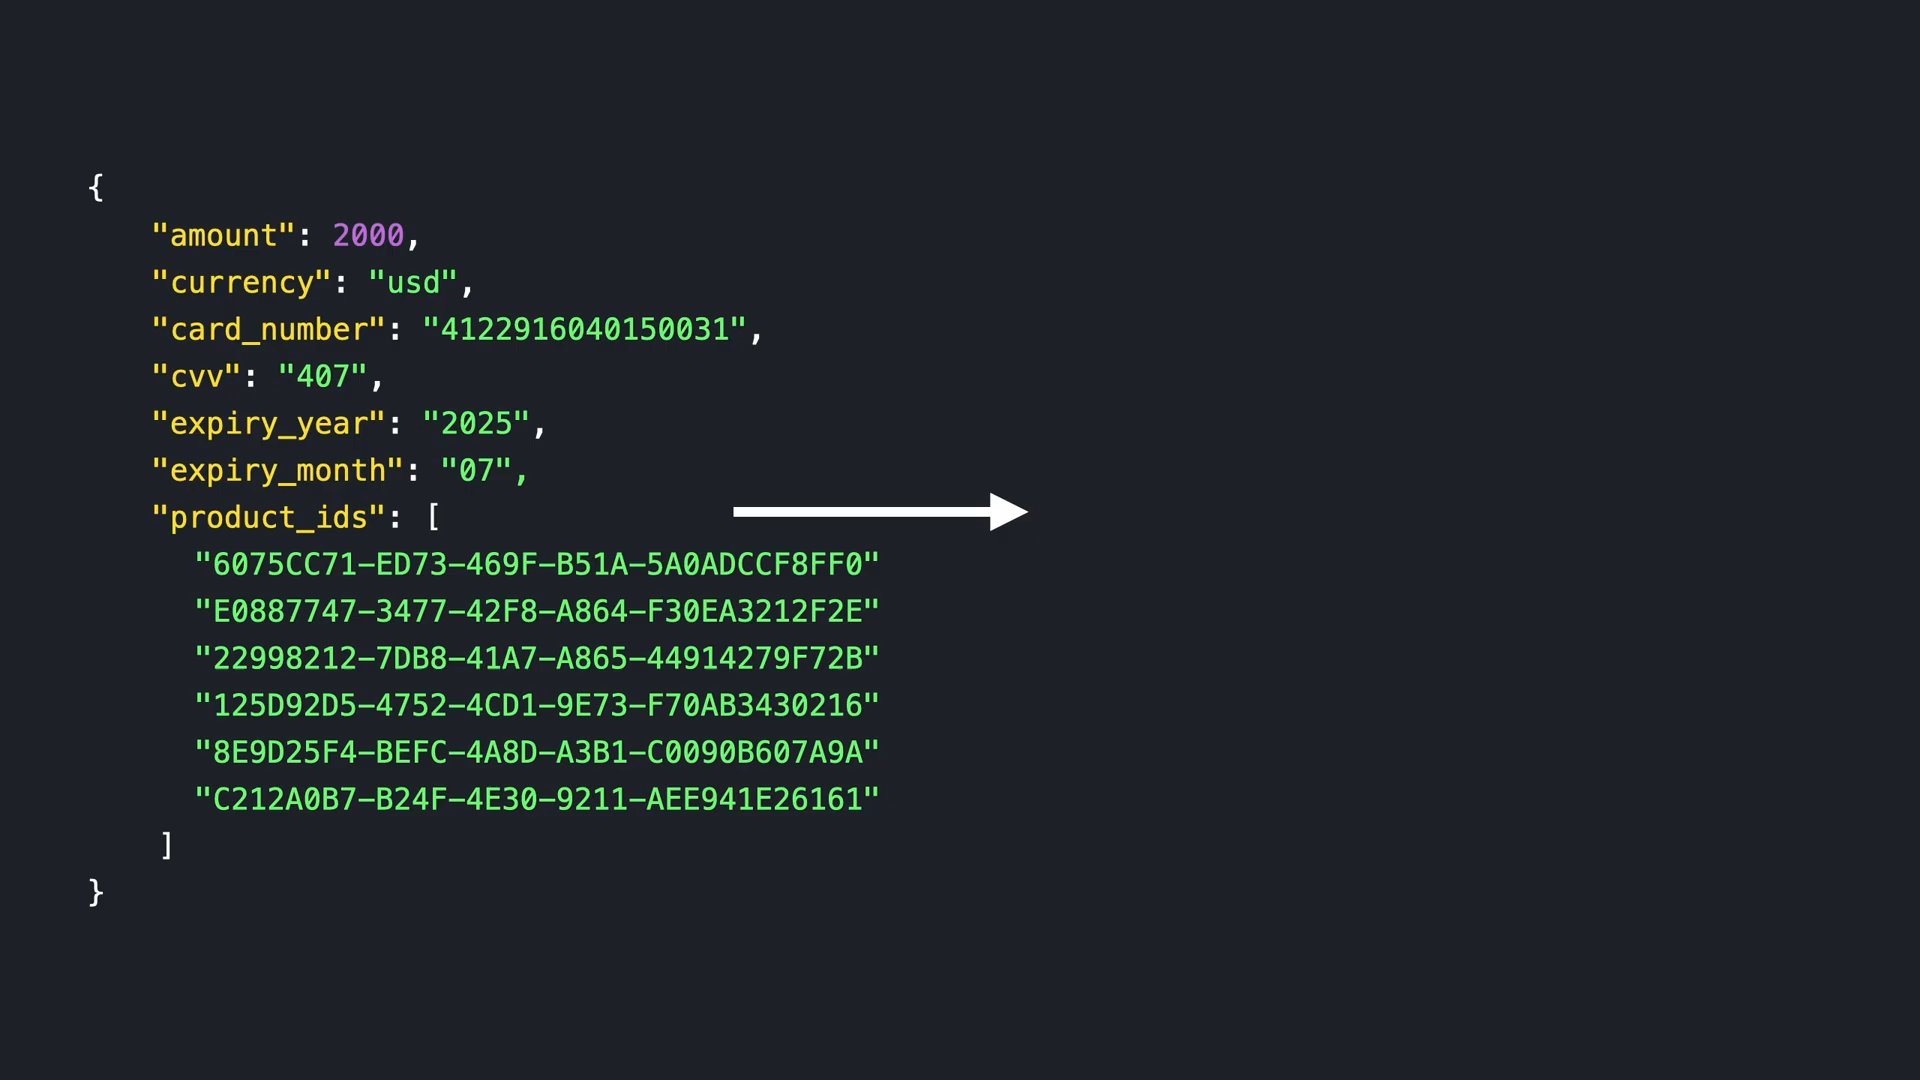 {
"amount": 2000,
"currency": "usd",
"card_number": "4122916040150031",
"cvv": "407",
"expiry_year": "2025",
"expiry_month": "07",
"product_ids": [
"6075CC71-ED73-469F-B51A-5A0ADCCF8FF0"
"E0887747-3477-42F8-A864-F30EA3212F2E"
"22998212-7DB8-41A7-A865-44914279F72B"
"125D92D5-4752-4CD1-9E73-F70AB3430216"
"8E9D25F4-BEFC-4A8D-A3B1-C0090B607A9A"
"C212A0B7-B24F-4E30-9211-AEE941E26161"
]
}